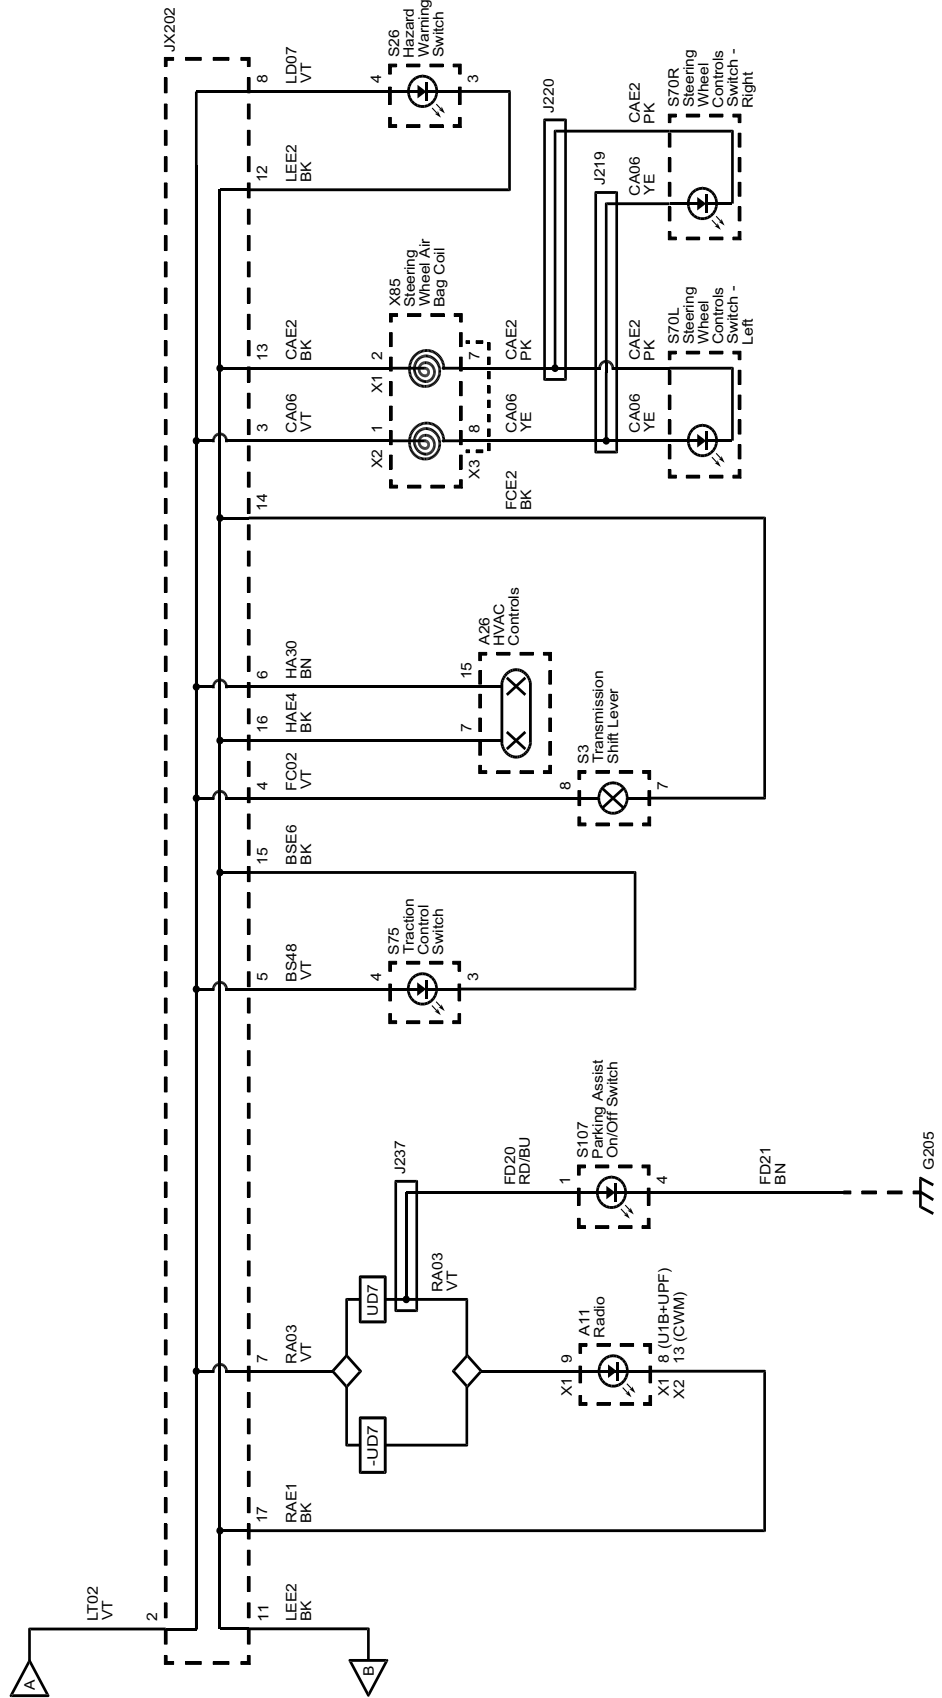 A
LT02
VT
2
JX202
11
LEE2
BK
B
17
RAE1
BK
7
RA03
VT
-UD7
UD7
J237
RA03
VT
X1
9
A11
Radio
X1
8 (U1B+UPF)
X2
13 (CWM)
FD20
RD/BU
1
S107
Parking Assist
On/Off Switch
4
FD21
BN
G205
5
BS48
VT
4
S75
Traction
Control
Switch
3
15
BSE6
BK
4
FC02
VT
8
S3
Transmission
Shift Lever
7
16
HAE4
BK
7
6
HA30
BN
15
A26
HVAC
Controls
14
FCE2
BK
3
CA06
VT
X2
1
13
CAE2
BK
X1
2
X85
Steering
Wheel Air
Bag Coil
X3
8
7
CA06
YE
CAE2
PK
J219
J220
CA06
YE
CAE2
PK
S70L
Steering
Wheel
Controls
Switch -
Left
CA06
YE
CAE2
PK
S70R
Steering
Wheel
Controls
Switch -
Right
12
LEE2
BK
8
LD07
VT
4
S26
Hazard
Warning
Switch
3